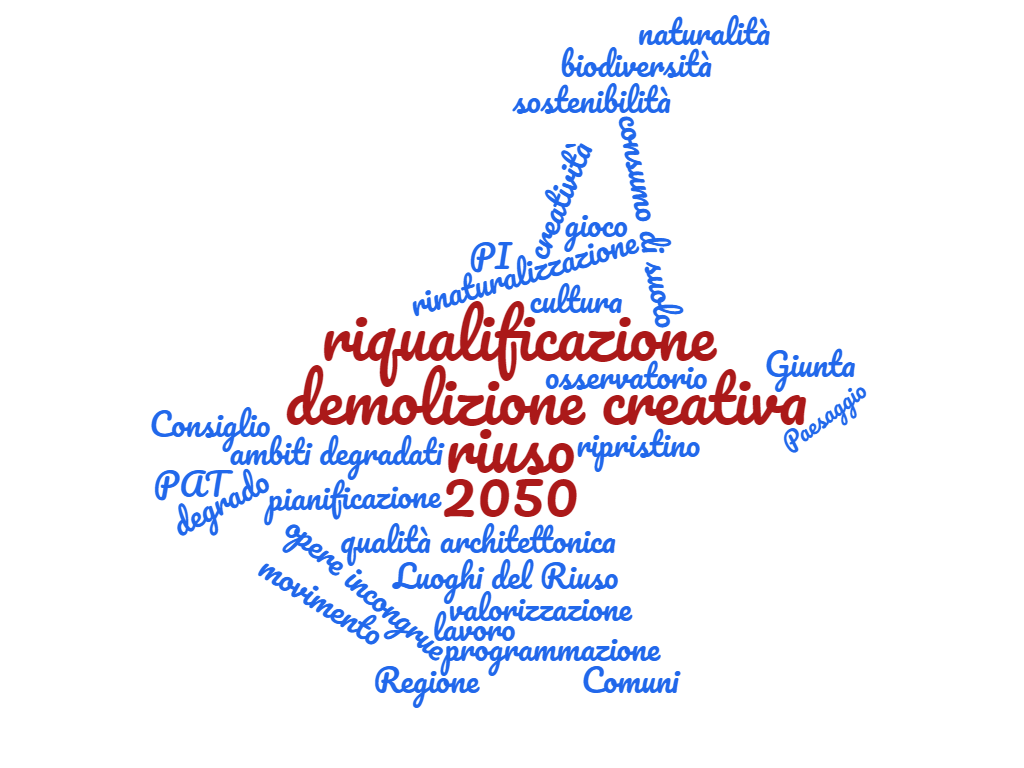 naturalità
biodiversità
sostenibilità
consumo di suolo
creatività
gioco
PI
rinaturalizzazione
cultura
riqualificazione
osservatorio
Giunta
demolizione creativa
Paesaggio
Consiglio
ambiti degradati
riuso
ripristino
PAT
degrado
pianificazione
2050
opere incongrue
qualità architettonica
movimento
Luoghi del Riuso
valorizzazione
lavoro
programmazione
Regione
Comuni